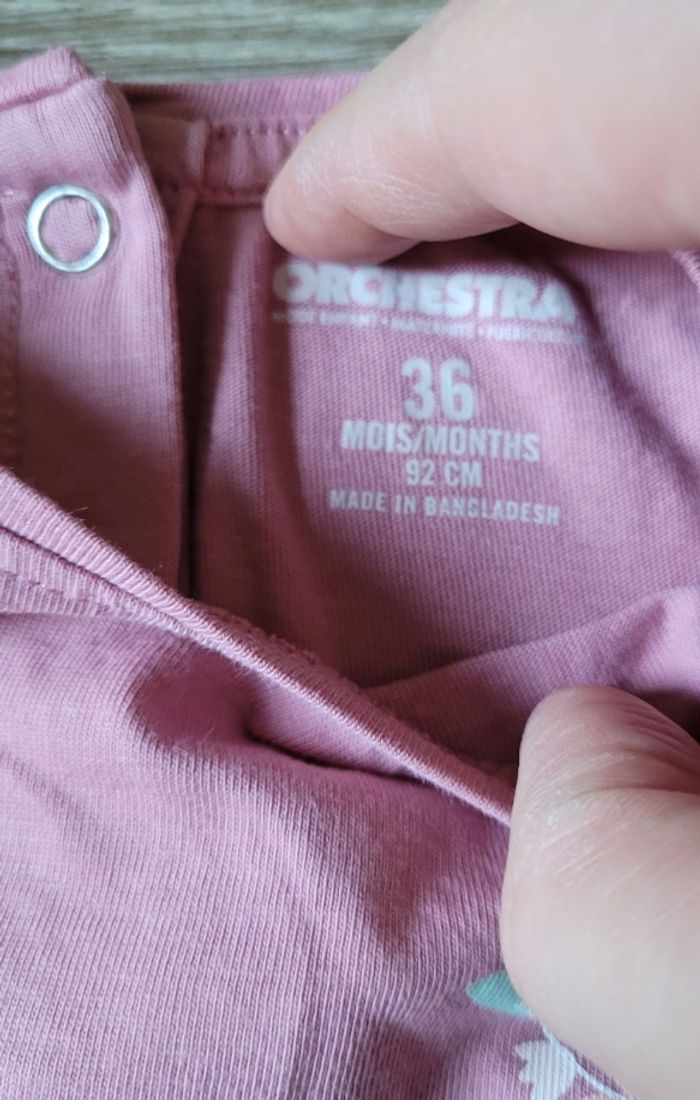 ORCHESTRA
36
MOIS/MONTHS
92 CM
MADE IN BANGLADESH